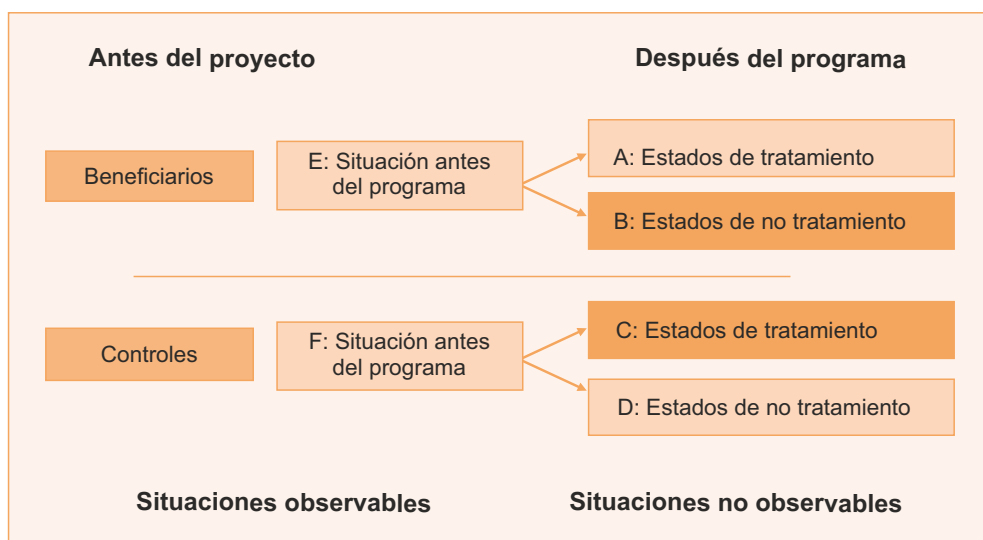 Antes del proyecto
Después del programa
Beneficiarios
E: Situación antes
del programa
A: Estados de tratamiento
B: Estados de no tratamiento
Controles
F: Situación antes
del programa
C: Estados de tratamiento
D: Estados de no tratamiento
Situaciones observables
Situaciones no observables